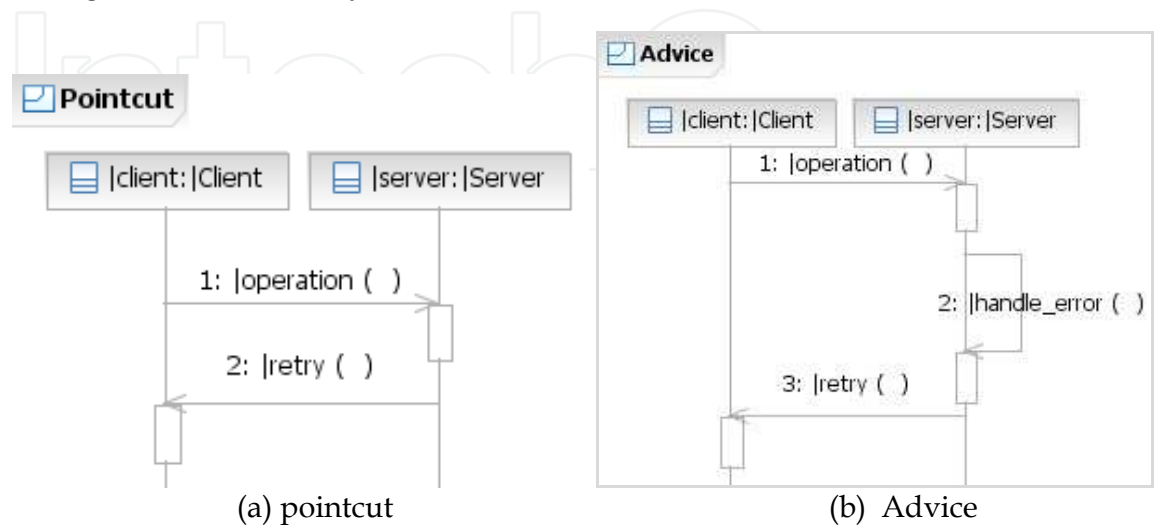 Pointcut
|client:|Client
|server:|Server
1: |operation ( )
2: |retry ( )
(a) pointcut
Advice
|client:|Client
|server:|Server
1: |operation ( )
2: |handle_error ( )
3: |retry ( )
(b) Advice